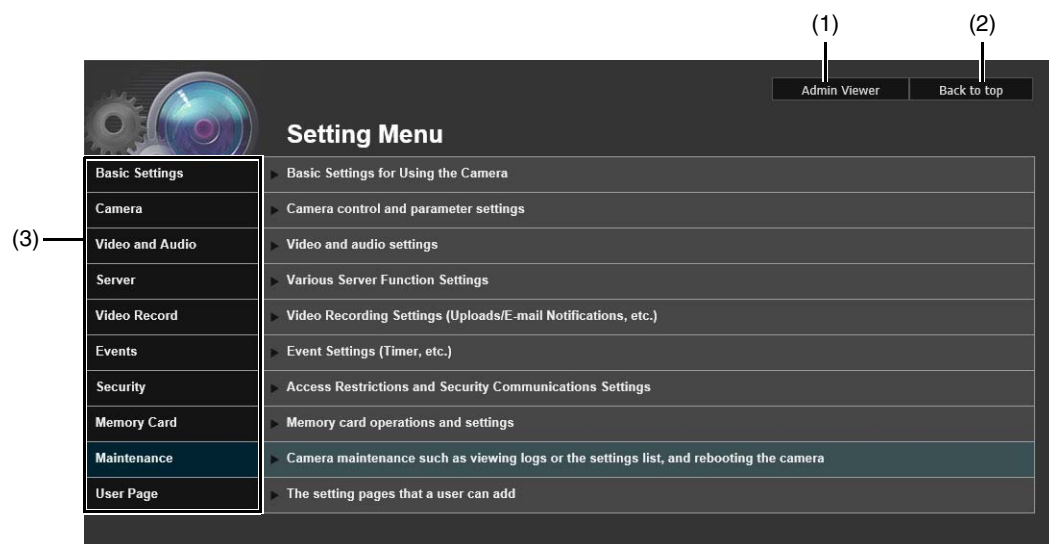 (1) (2)
Admin Viewer Back to top
Setting Menu
Basic Settings Basic Settings for Using the Camera
Camera Camera control and parameter settings
(3) Video and Audio Video and audio settings
Server Various Server Function Settings
Video Record Video Recording Settings (Uploads/E-mail Notifications, etc.)
Events Event Settings (Timer, etc.)
Security Access Restrictions and Security Communications Settings
Memory Card Memory card operations and settings
Maintenance Camera maintenance such as viewing logs or the settings list, and rebooting the camera
User Page The setting pages that a user can add